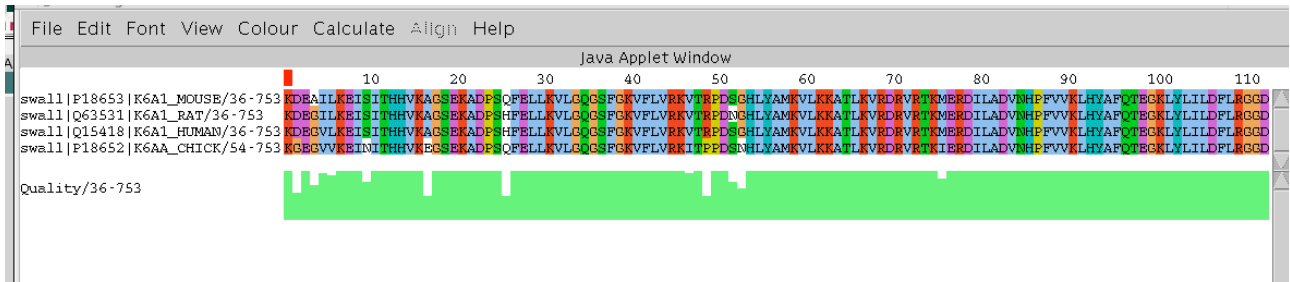 File Edit Font View Colour Calculate Align Help
Java Applet Window
10 20 30 40 50 60 70 80 90 100 110
swall|P18653|K6A1_MOUSE/36-753 KDEAILKEISITHHVKAGSEKADPSQFELLKVLGQGSFGKVFLVRKVTRPDSGHLYAMKVLKKATLKVRDRVRTKMERDILADVNHPFVVKLHYAFQTEGKLYLILDFLRGGD
swall|Q63531|K6A1_RAT/36-753 KDEGILKEISITHHVKAGSEKADPSHFELLKVLGQGSFGKVFLVRKVTRPDNGHLYAMKVLKKATLKVRDRVRTKMERDILADVNHPFVVKLHYAFQTEGKLYLILDFLRGGD
swall|Q15418|K6A1_HUMAN/36-753 KDEGVLKEISITHHVKAGSEKADPSHFELLKVLGQGSFGKVFLVRKVTRPDSGHLYAMKVLKKATLKVRDRVRTKMERDILADVNHPFVVKLHYAFQTEGKLYLILDFLRGGD
swall|P18652|K6AA_CHICK/54-753 KGEGVVKEINITHHVKEGSEKADPSQFELLKVLGQGSFGKVFLVRKITPPDSNHLYAMKVLKKATLKVRDRVRTKIERDILADVNHPFVVKLHYAFQTEGKLYLILDFLRGGD
Quality/36-753